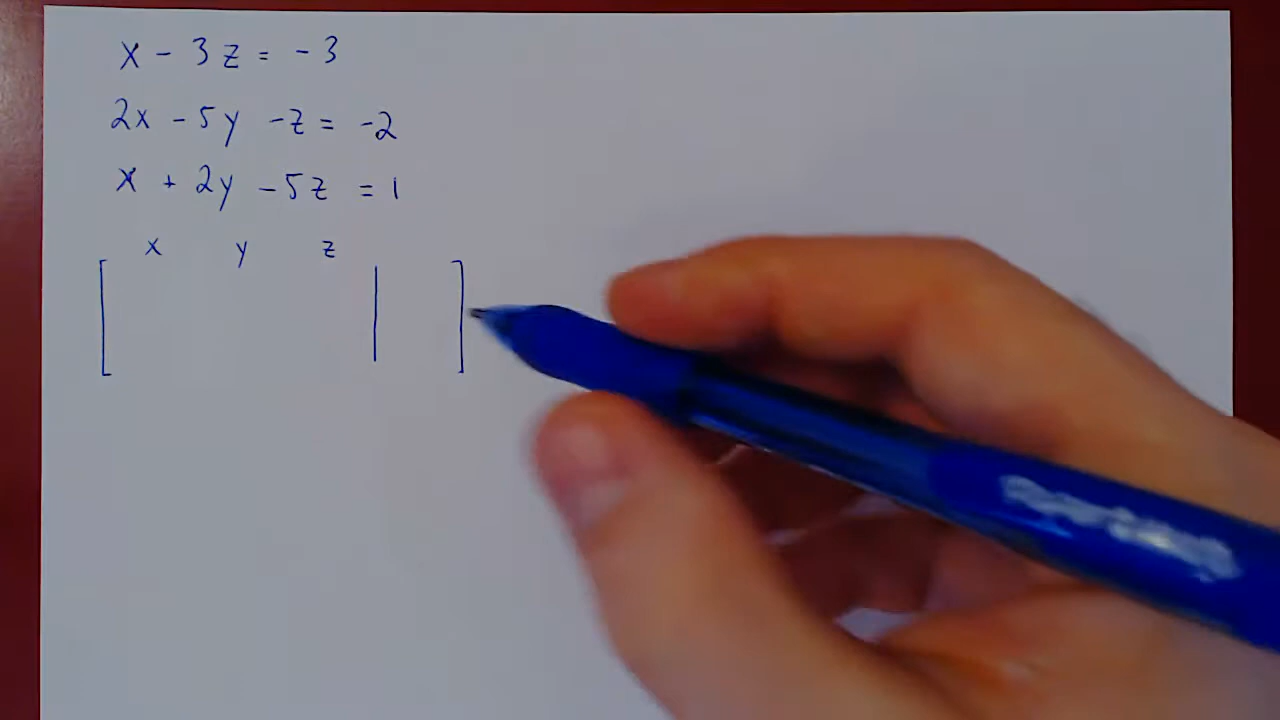 x - 3z = -3
2x - 5y - z = -2
x + 2y - 5z = 1
x y z